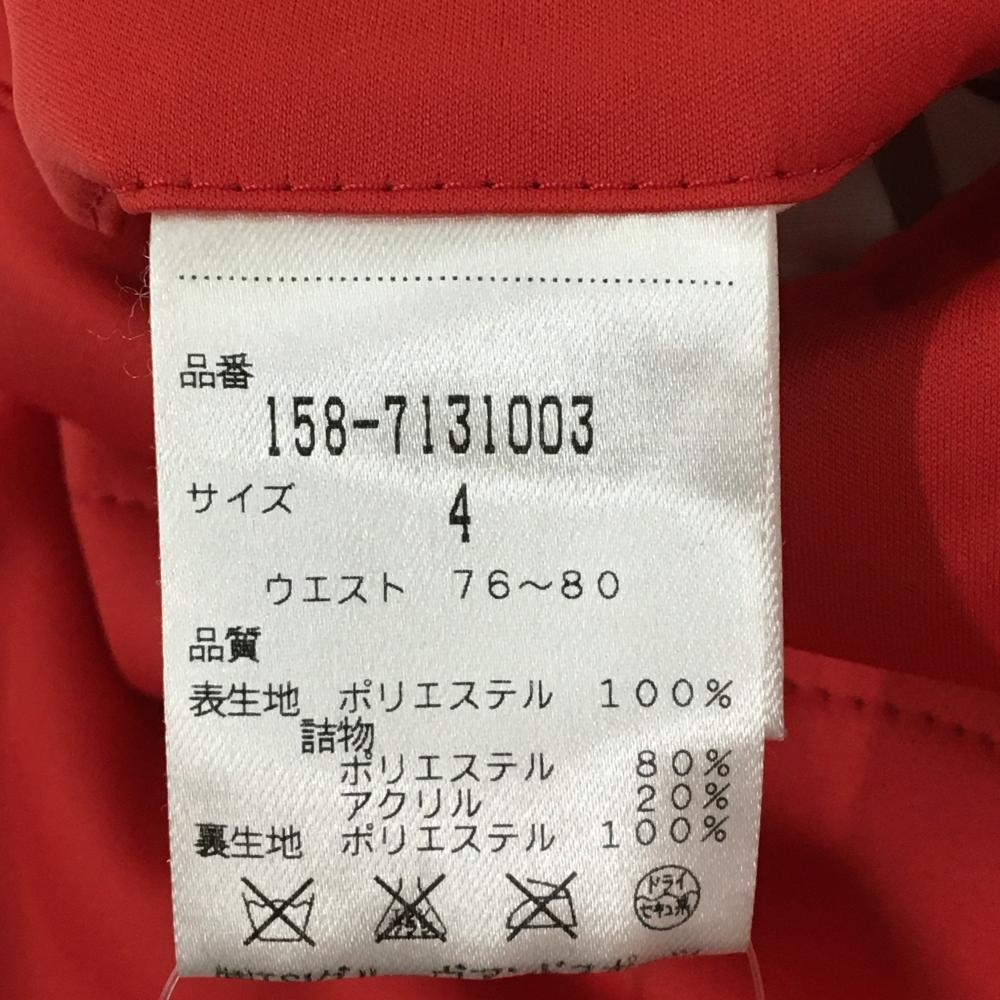 品番
158-7131003
サイズ 4
ウエスト 76～80
品質
表生地 ポリエステル 100%
詰物
ポリエステル 80%
アクリル 20%
裏生地 ポリエステル 100%
ドライ
セキユ系